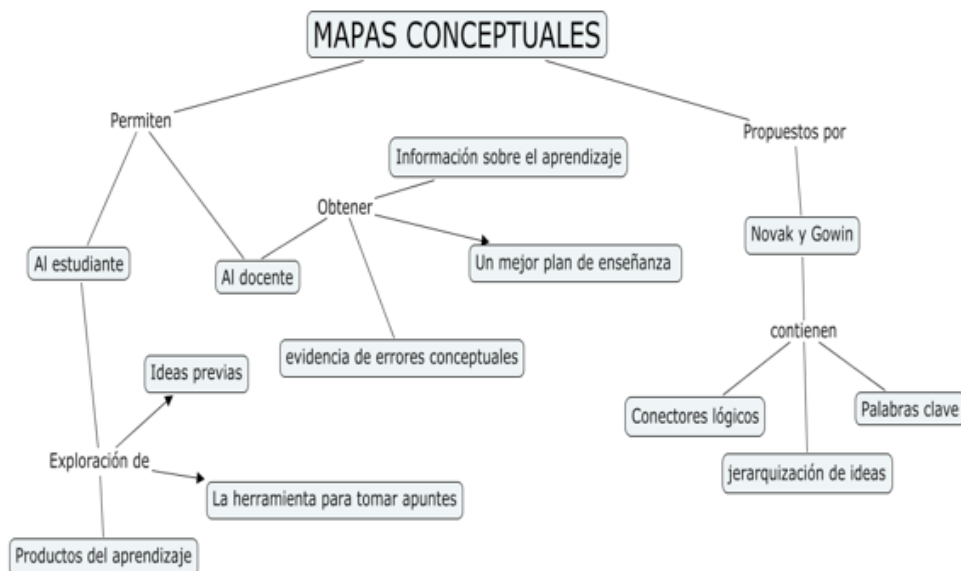 MAPAS CONCEPTUALES
Permiten
Propuestos por
Información sobre el aprendizaje
Obtener
Novak y Gowin
Al estudiante
Al docente
Un mejor plan de enseñanza
contienen
evidencia de errores conceptuales
Ideas previas
Conectores lógicos
Palabras clave
Exploración de
jerarquización de ideas
La herramienta para tomar apuntes
Productos del aprendizaje